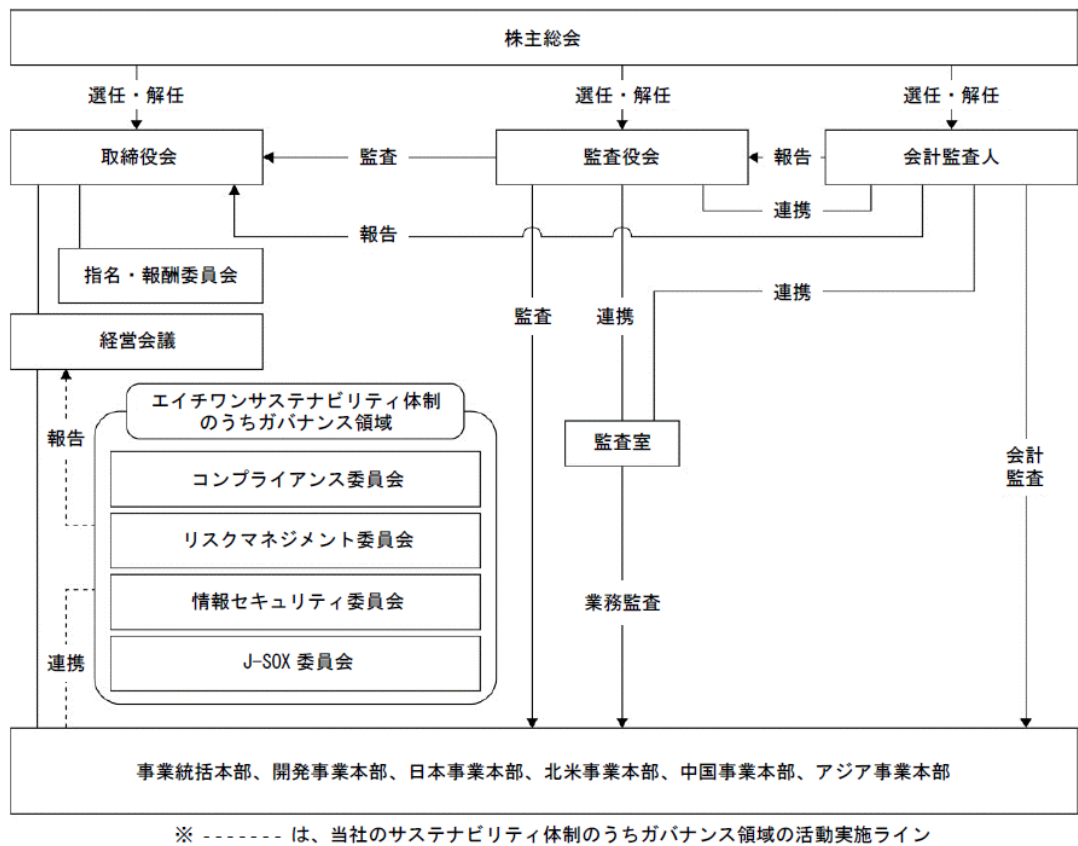 株主総会
選任・解任
選任・解任
選任・解任
取締役会
監査
監査役会
報告
会計監査人
連携
報告
指名・報酬委員会
連携
監査
連携
経営会議
エイチワンサステナビリティ体制
のうちガバナンス領域
報告
監査室
会計
監査
コンプライアンス委員会
リスクマネジメント委員会
情報セキュリティ委員会
業務監査
連携
J-SOX 委員会
事業統括本部、開発事業本部、日本事業本部、北米事業本部、中国事業本部、アジア事業本部
※ ------- は、当社のサステナビリティ体制のうちガバナンス領域の活動実施ライン